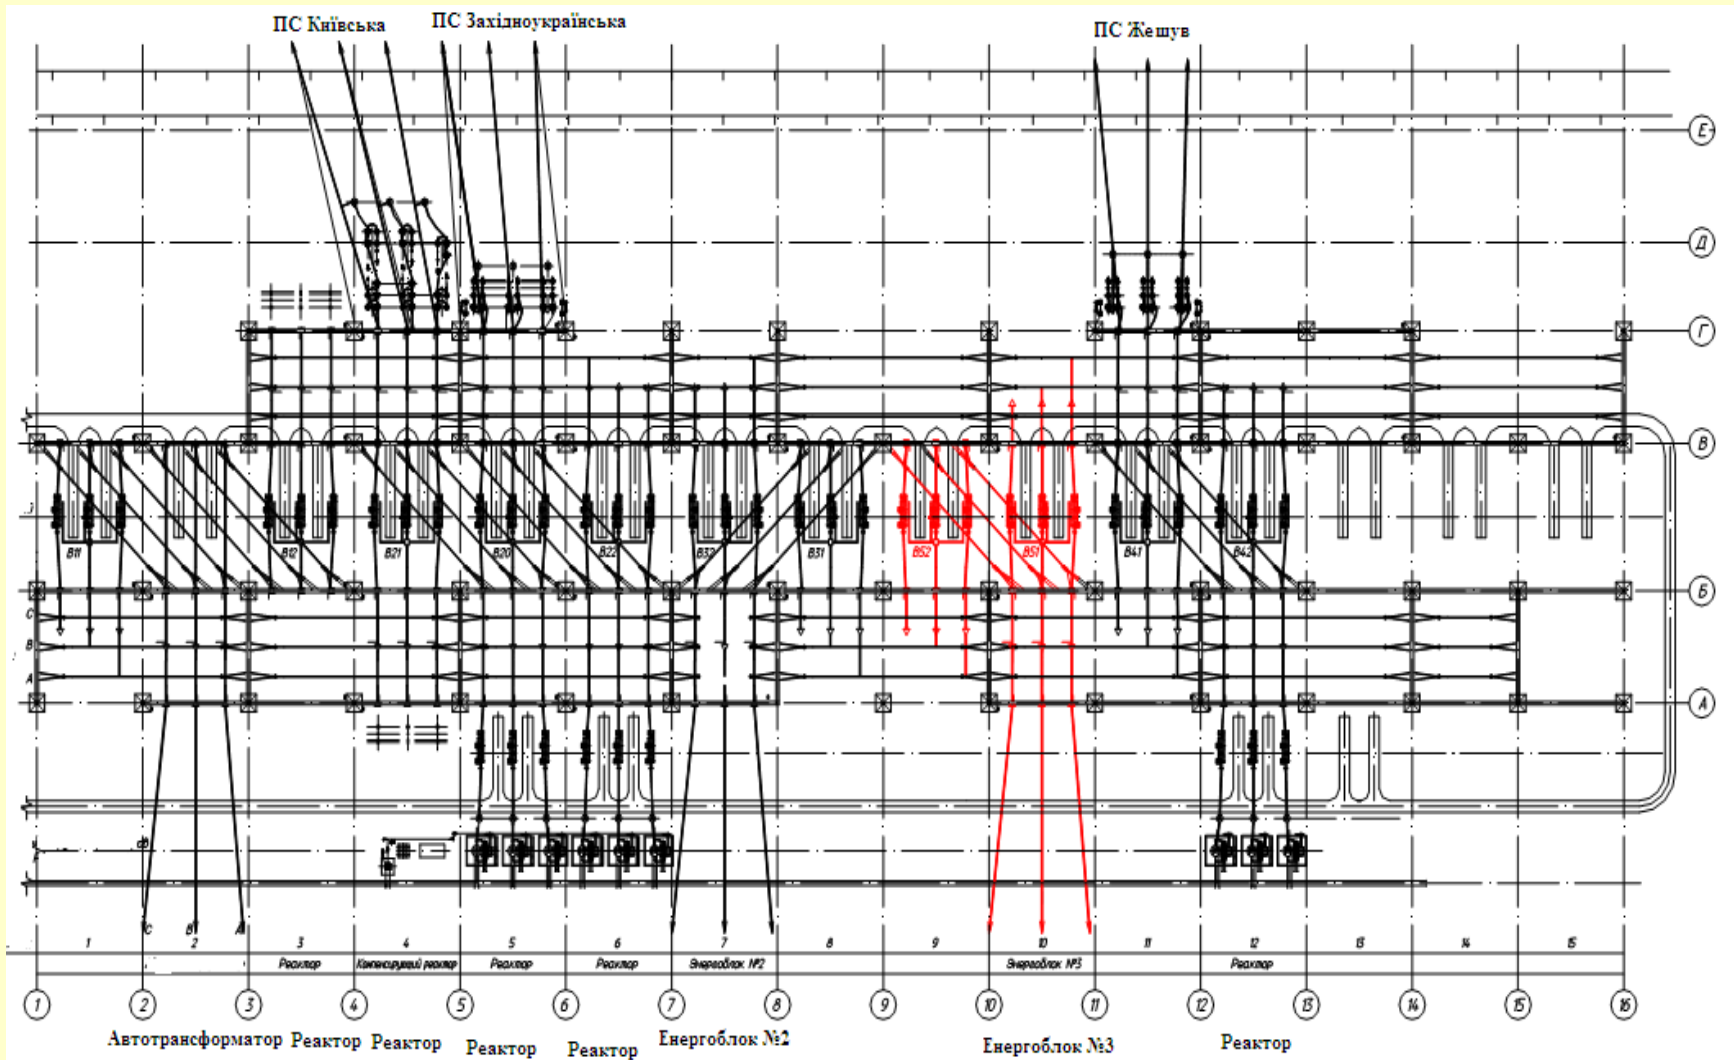 ПС Київська
ПС Західноукраїнська
ПС Жешув
Е
Д
Г
В
В11
В12
В21
В20
В22
В32
В31
В52
В51
В41
В42
Б
С
В
А
А
С
В
А
1 2 3 4 5 6 7 8 9 10 11 12 13 14 15
Реактор Компенсирующий реактор Реактор Реактор Энергоблок №2 Энергоблок №3 Реактор
1 2 3 4 5 6 7 8 9 10 11 12 13 14 15 16
Автотрансформатор Реактор Реактор Реактор Реактор Енергоблок №2 Енергоблок №3 Реактор